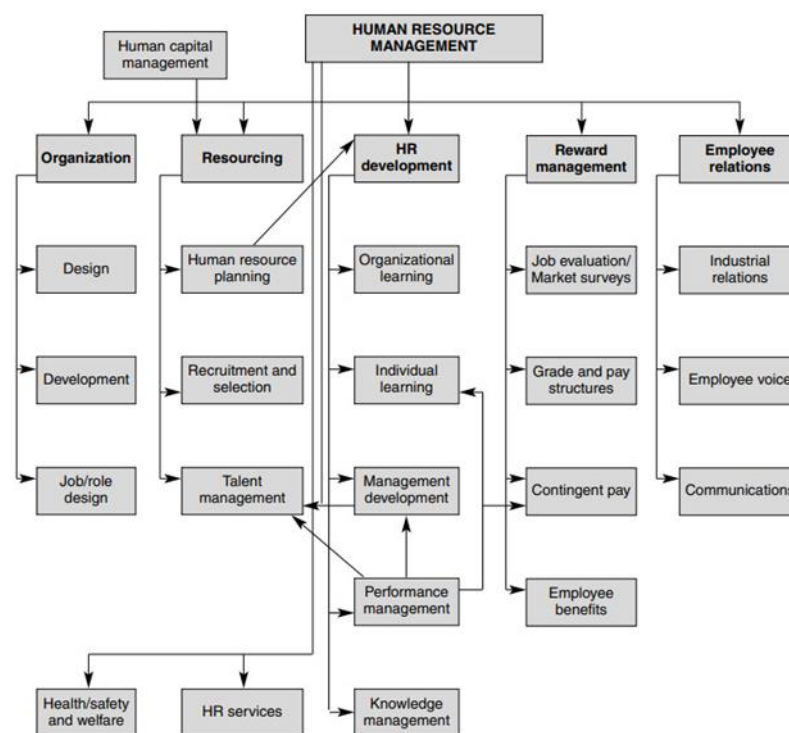 HUMAN RESOURCE
MANAGEMENT
Human capital
management
Organization
Resourcing
HR
development
Reward
management
Employee
relations
Design
Human resource
planning
Organizational
learning
Job evaluation/
Market surveys
Industrial
relations
Development
Recruitment and
selection
Individual
learning
Grade and pay
structures
Employee voice
Job/role
design
Talent
management
Management
development
Contingent pay
Communications
Performance
management
Employee
benefits
Health/safety
and welfare
HR services
Knowledge
management